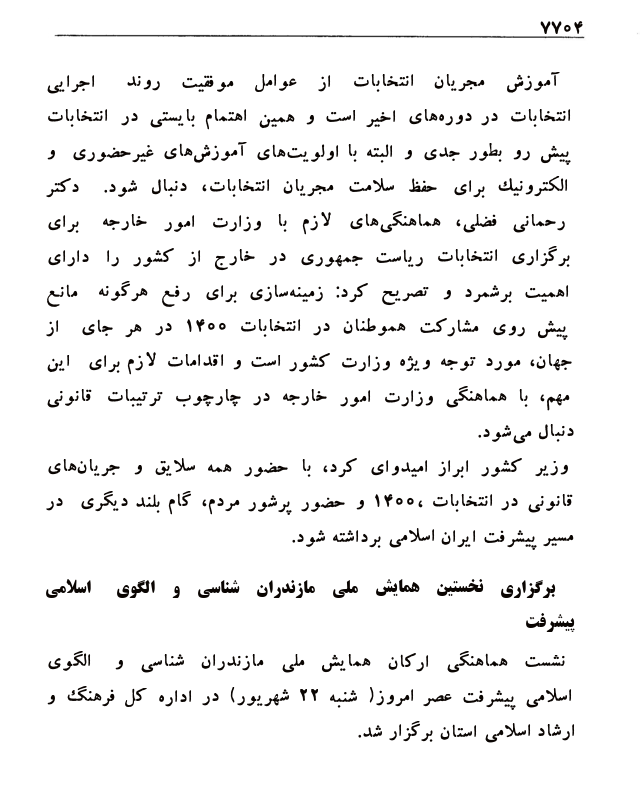 ۷۷۰۴
آموزش مجریان انتخابات از عوامل موفقیت روند اجرایی
انتخابات در دوره‌های اخیر است و همین اهتمام بایستی در انتخابات
پیش رو بطور جدی و البته با اولویت‌های آموزش‌های غیرحضوری و
الکترونیك برای حفظ سلامت مجریان انتخابات، دنبال شود. دکتر
رحمانی فضلی، هماهنگی‌های لازم با وزارت امور خارجه برای
برگزاری انتخابات ریاست جمهوری در خارج از کشور را دارای
اهمیت برشمرد و تصریح کرد: زمینه‌سازی برای رفع هرگونه مانع
پیش روی مشارکت هموطنان در انتخابات ۱۴۰۰ در هر جای از
جهان، مورد توجه ویژه وزارت کشور است و اقدامات لازم برای این
مهم، با هماهنگی وزارت امور خارجه در چارچوب ترتیبات قانونی
دنبال می‌شود.
وزیر کشور ابراز امیدوای کرد، با حضور همه سلایق و جریان‌های
قانونی در انتخابات ،۱۴۰۰ و حضور پرشور مردم، گام بلند دیگری در
مسیر پیشرفت ایران اسلامی برداشته شود.
برگزاری نخستین همایش ملی مازندران شناسی و الگوی اسلامی
پیشرفت
نشست هماهنگی ارکان همایش ملی مازندران شناسی و الگوی
اسلامی پیشرفت عصر امروز( شنبه ۲۲ شهریور) در اداره کل فرهنگ و
ارشاد اسلامی استان برگزار شد.